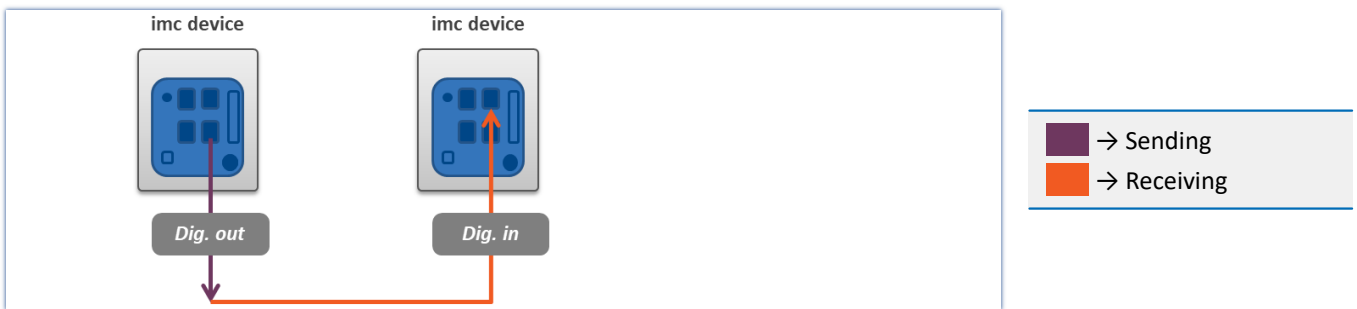 imc device
imc device
Dig. out
Dig. in
→ Sending
→ Receiving